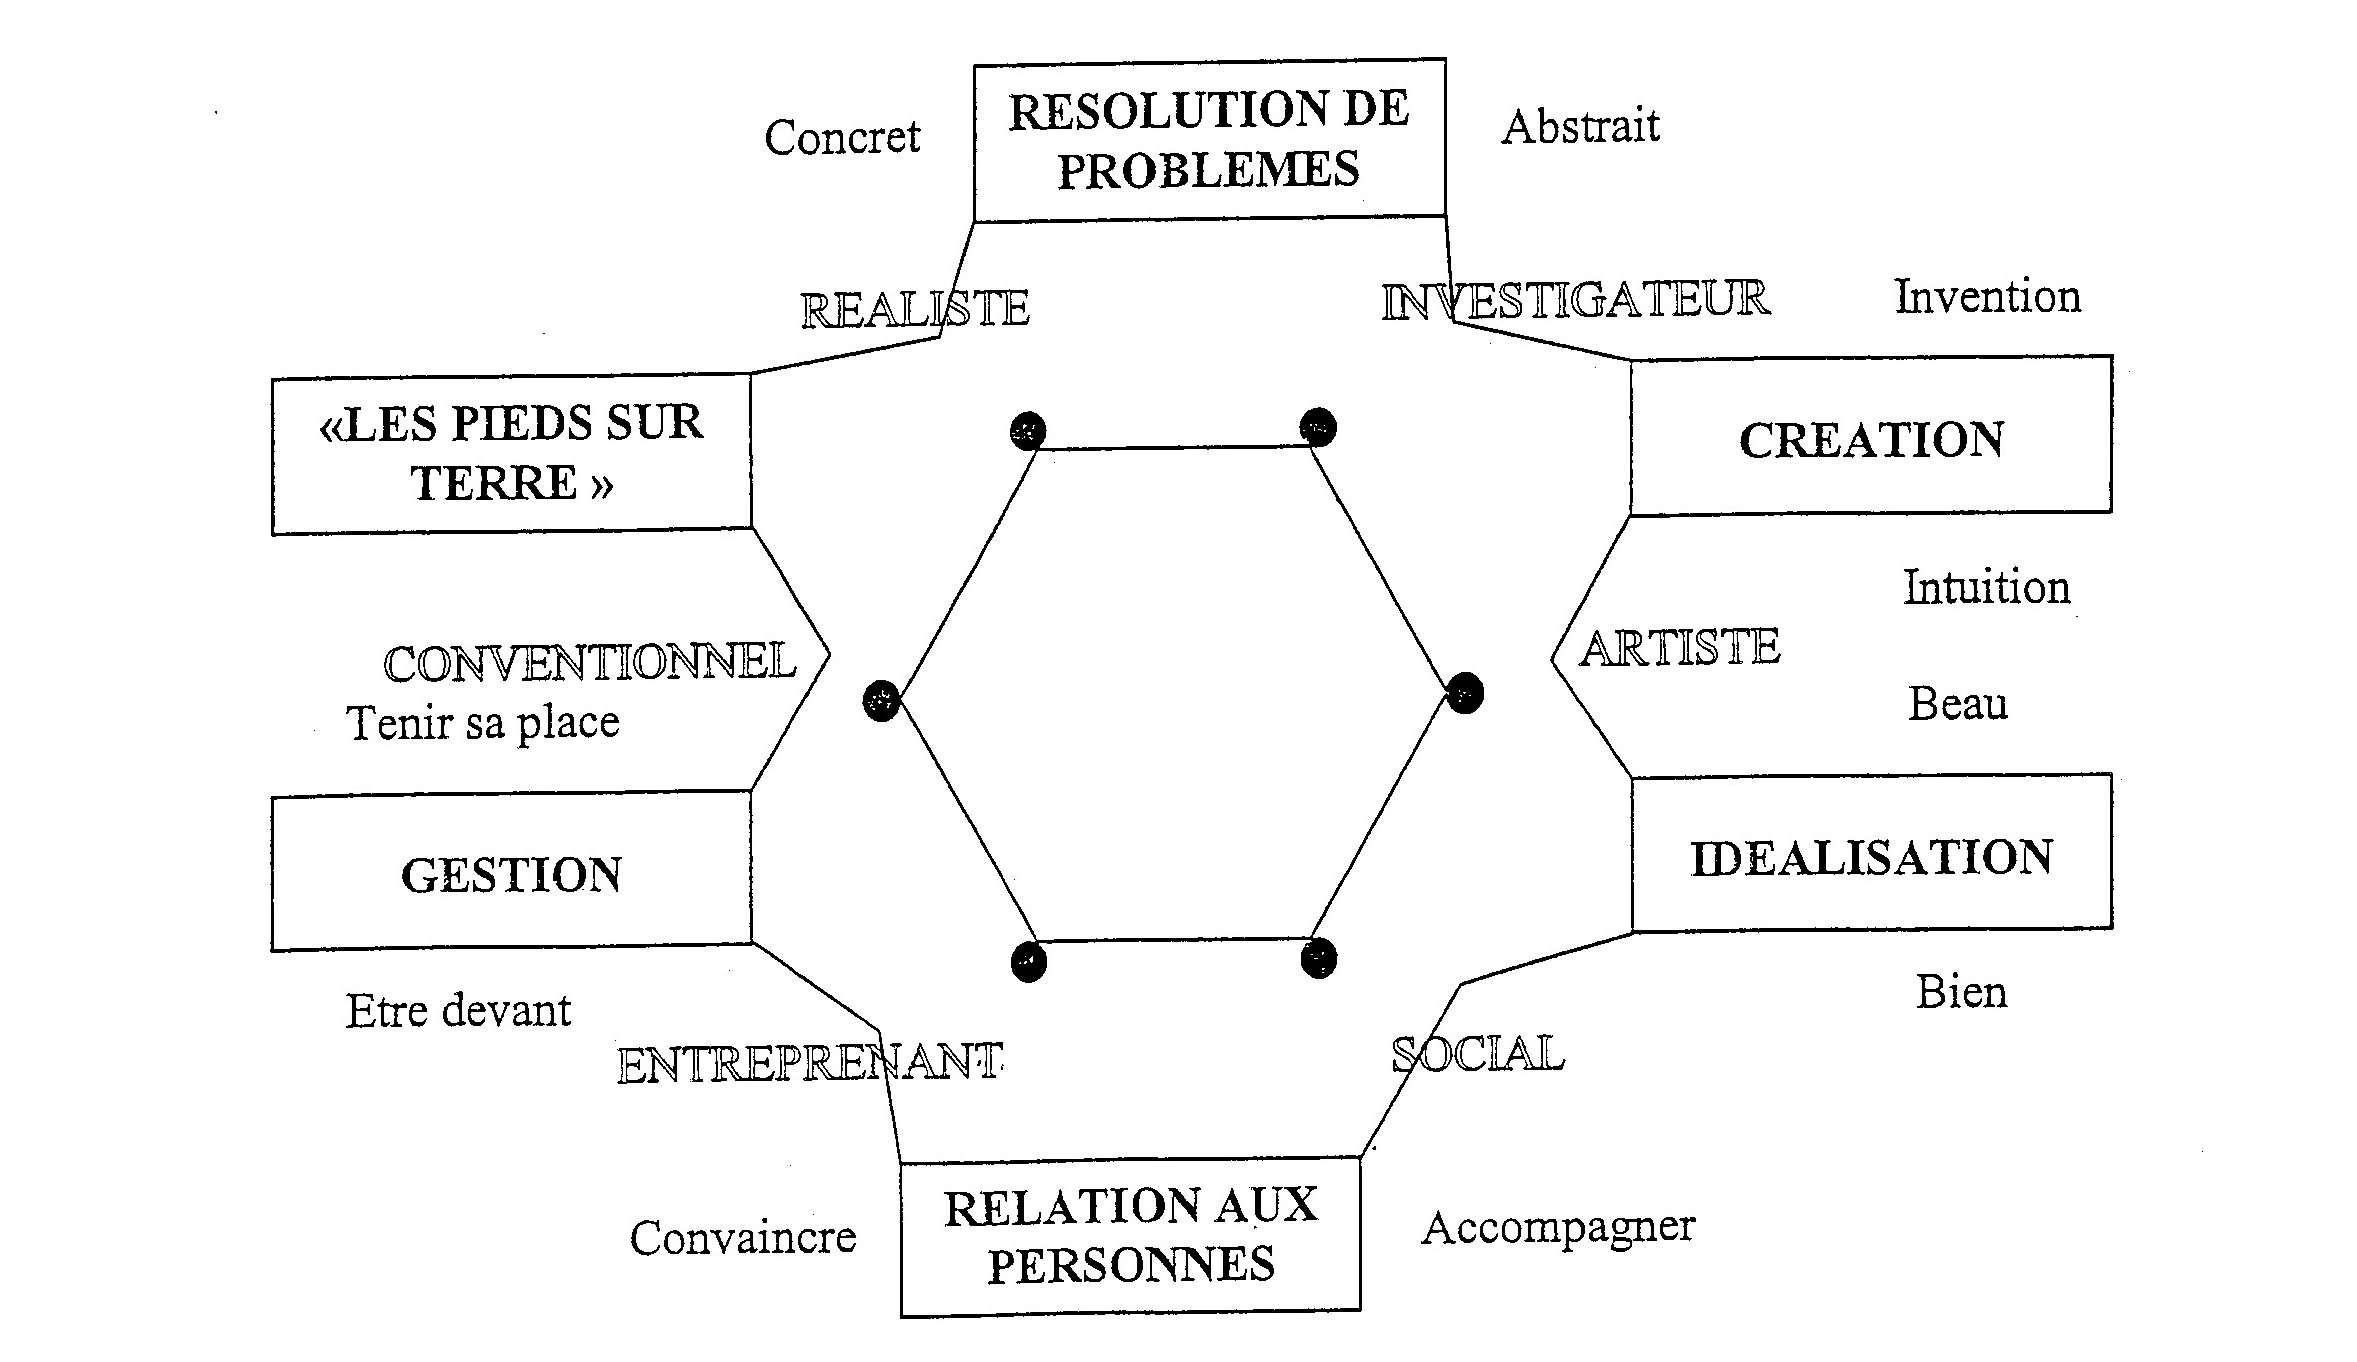 RESOLUTION DE
PROBLEMES
Concret
Abstrait
REALISTE
INVESTIGATEUR
Invention
«LES PIEDS SUR
TERRE »
CREATION
Intuition
CONVENTIONNEL
ARTISTE
Tenir sa place
Beau
GESTION
IDEALISATION
Etre devant
Bien
ENTREPRENANT
SOCIAL
Convaincre
RELATION AUX
PERSONNES
Accompagner